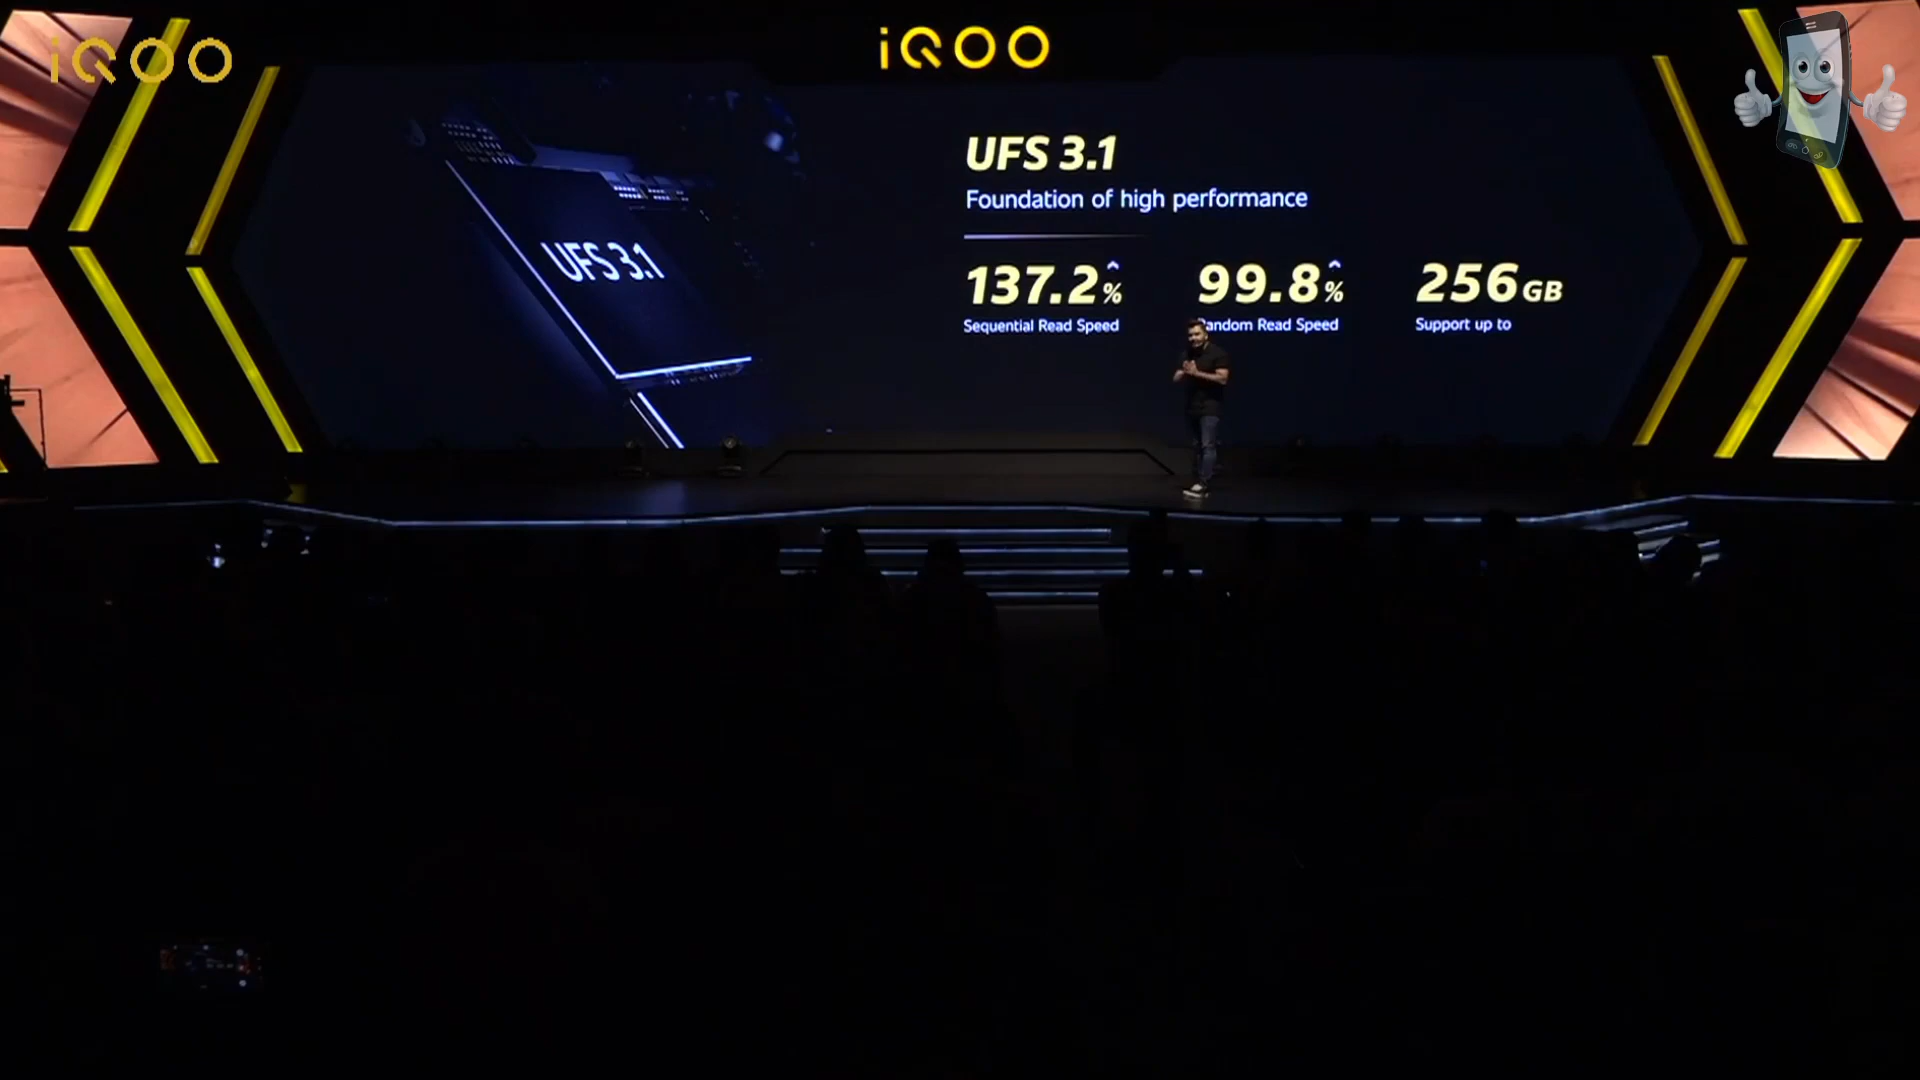 iQOO
iQOO
UFS 3.1
Foundation of high performance
UFS 3.1
137.2%
99.8%
256GB
Sequential Read Speed
Random Read Speed
Support up to